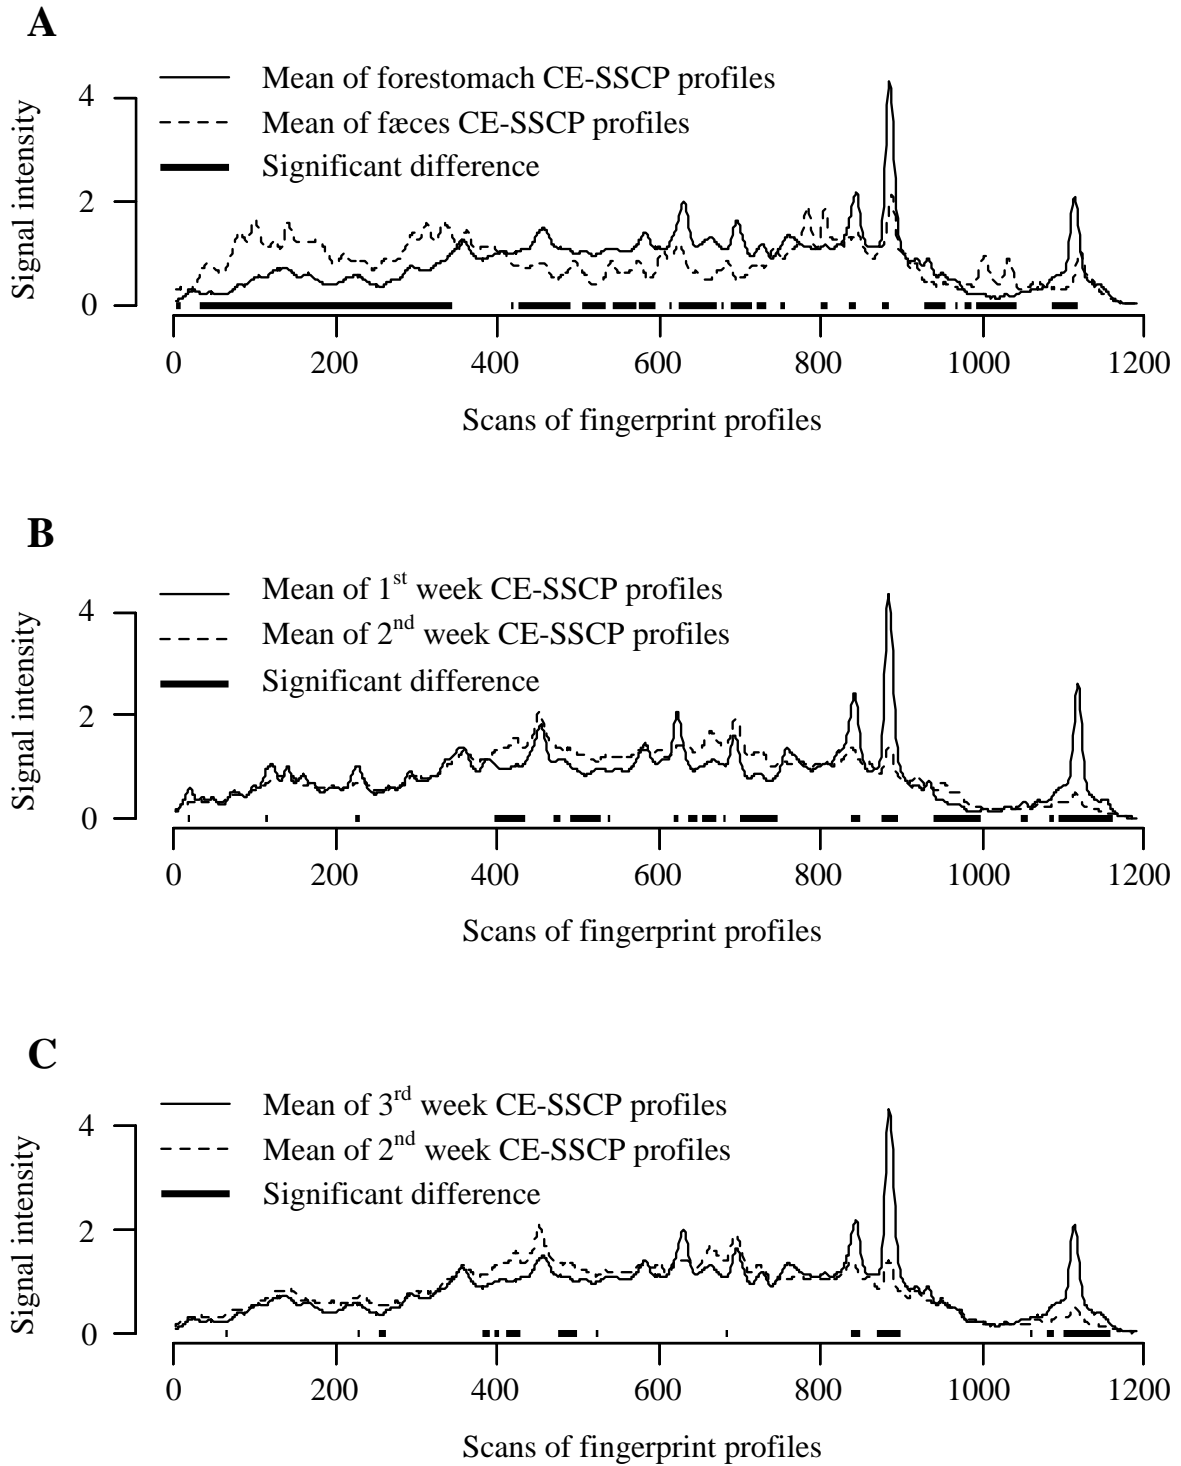 A
Mean of forestomach CE-SSCP profiles
Mean of fæces CE-SSCP profiles
Significant difference
Signal intensity
4
2
0
0 200 400 600 800 1000 1200
Scans of fingerprint profiles
B
Mean of 1st week CE-SSCP profiles
Mean of 2nd week CE-SSCP profiles
Significant difference
Signal intensity
4
2
0
0 200 400 600 800 1000 1200
Scans of fingerprint profiles
C
Mean of 3rd week CE-SSCP profiles
Mean of 2nd week CE-SSCP profiles
Significant difference
Signal intensity
4
2
0
0 200 400 600 800 1000 1200
Scans of fingerprint profiles